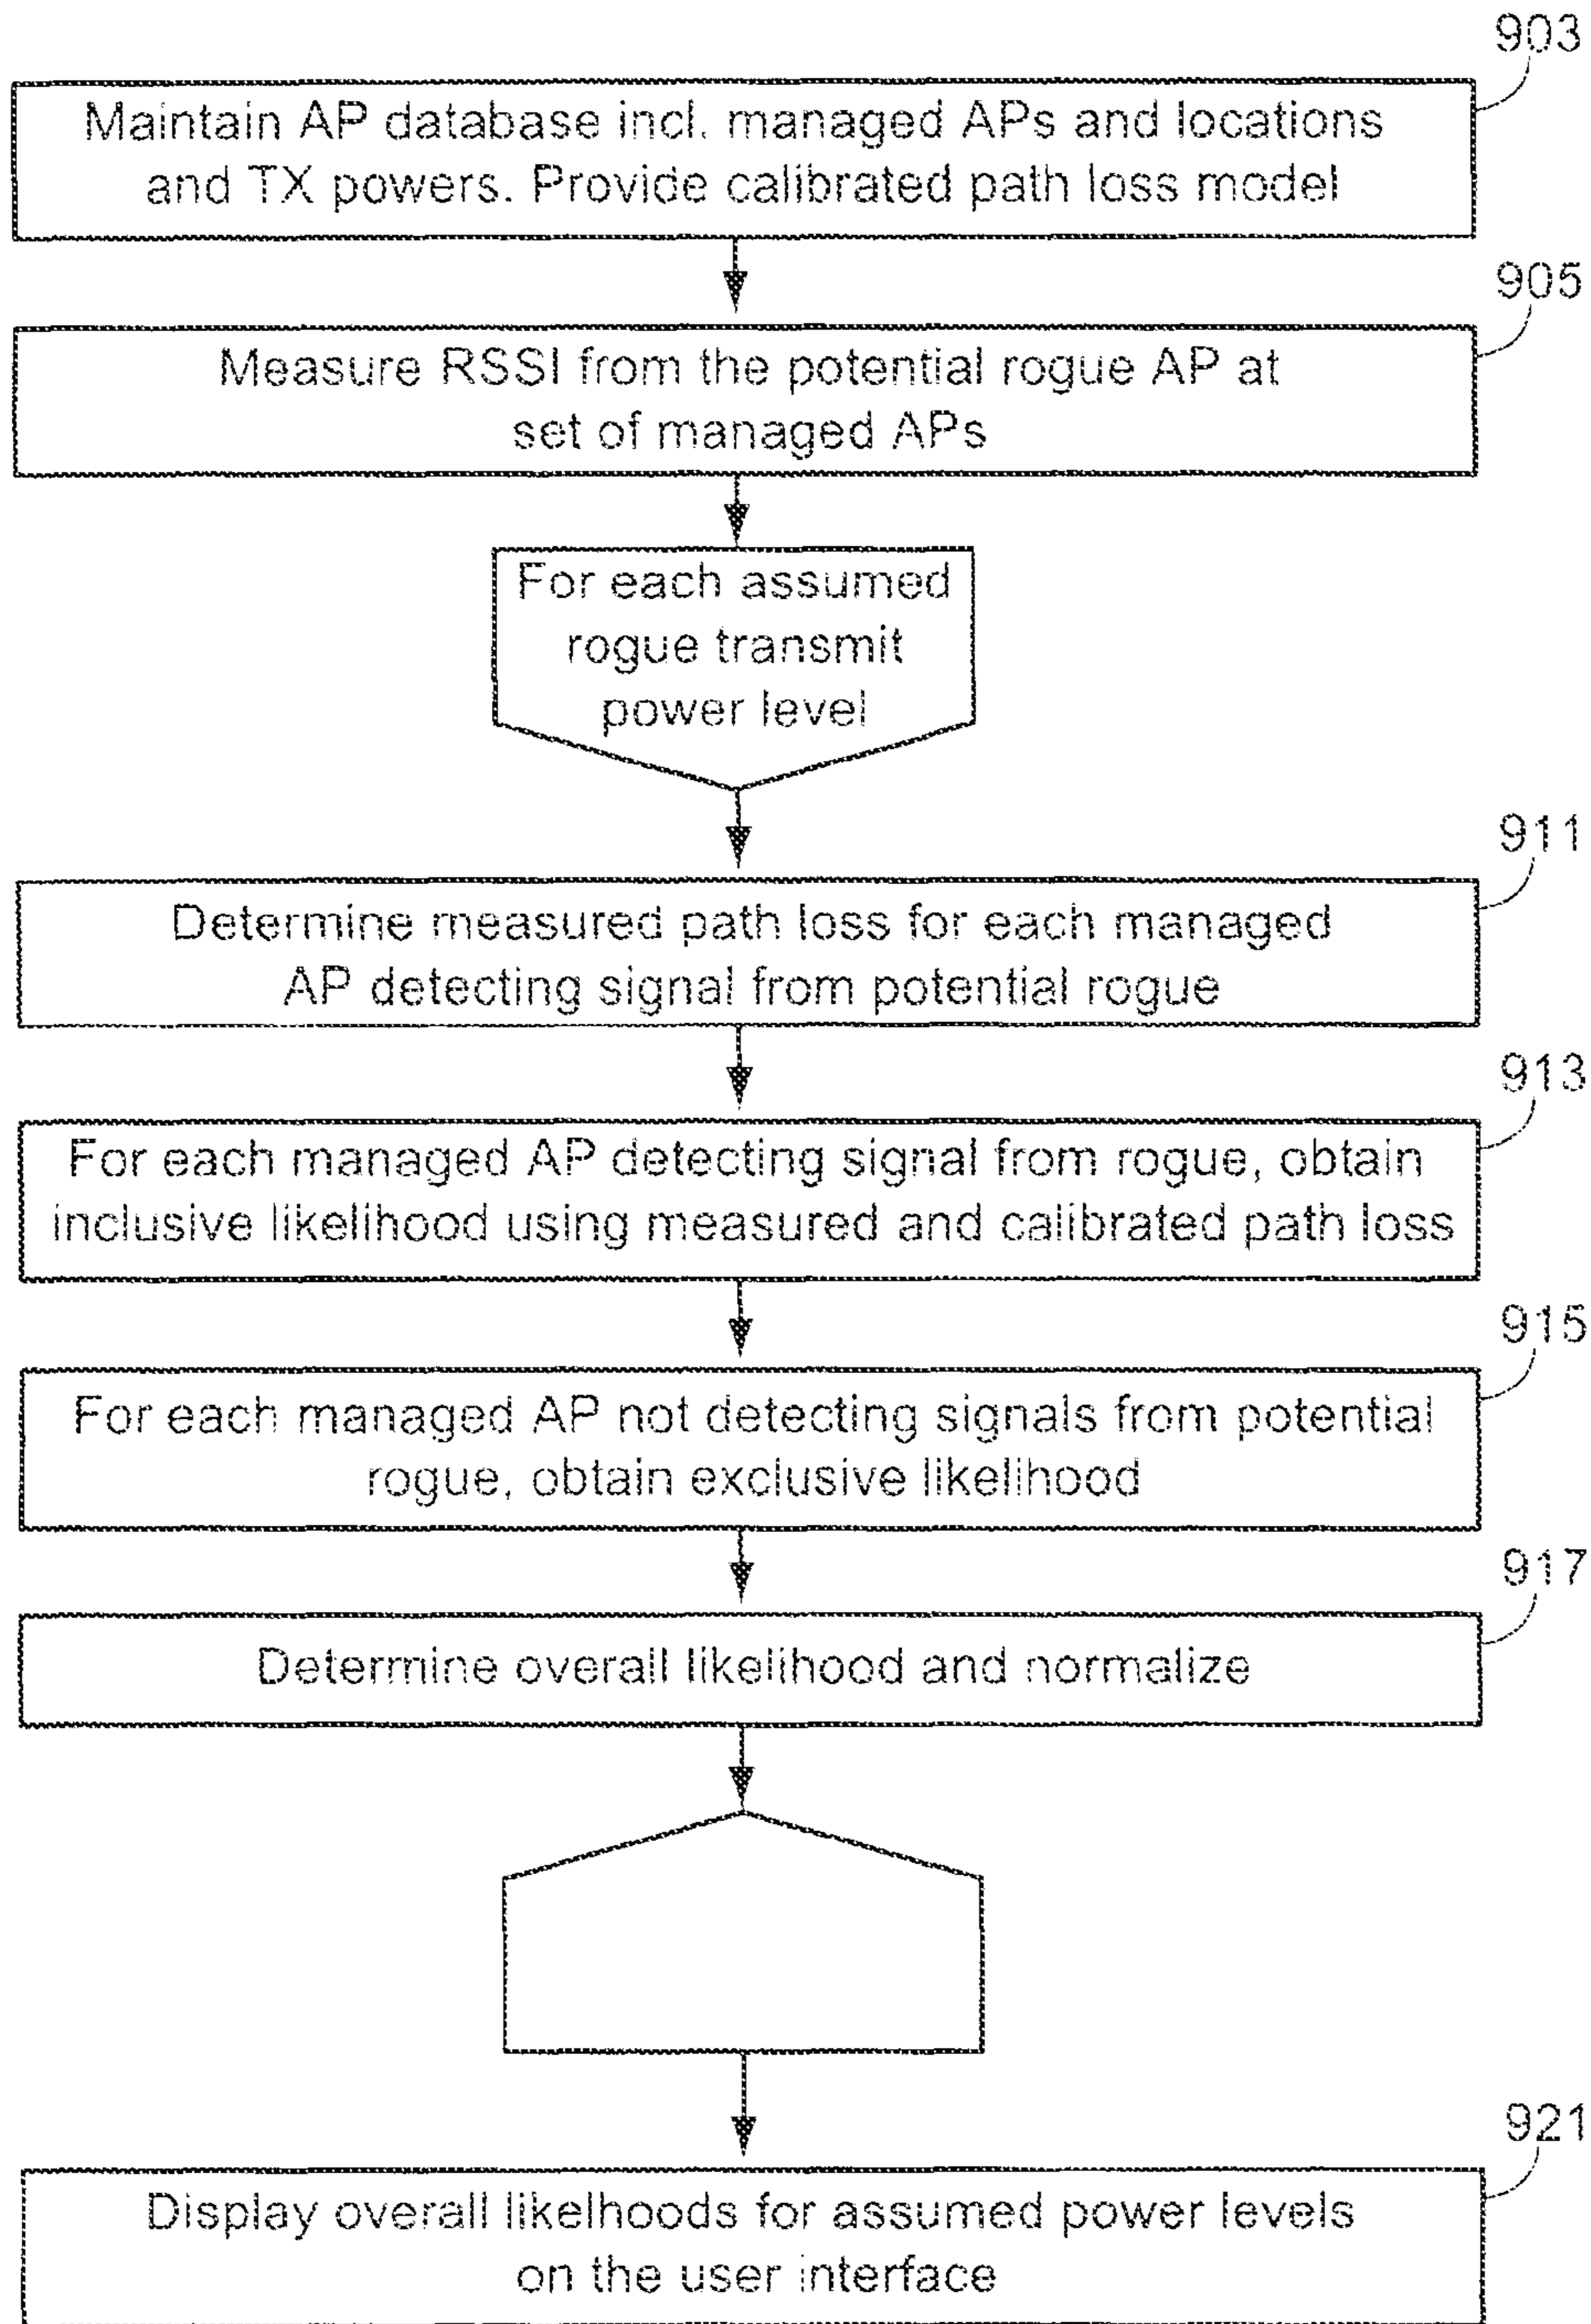 903
Maintain AP database incl. managed APs and locations
and TX powers. Provide calibrated path loss model
905
Measure RSSI from the potential rogue AP at
set of managed APs
For each assumed
rogue transmit
power level
911
Determine measured path loss for each managed
AP detecting signal from potential rogue
913
For each managed AP detecting signal from rogue, obtain
inclusive likelihood using measured and calibrated path loss
915
For each managed AP not detecting signals from potential
rogue, obtain exclusive likelihood
917
Determine overall likelihood and normalize
921
Display overall likelhoods for assumed power levels
on the user interface